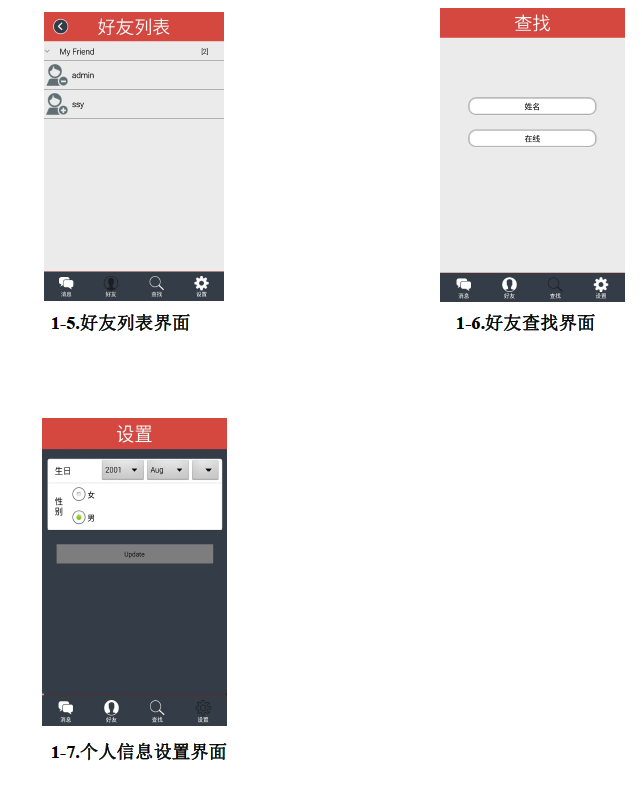 好友列表
My Friend [2]
admin
ssy
消息 好友 查找 设置
1-5.好友列表界面
查找
姓名
在线
消息 好友 查找 设置
1-6.好友查找界面
设置
生日 2001 Aug
性别
女
男
Update
消息 好友 查找 设置
1-7.个人信息设置界面